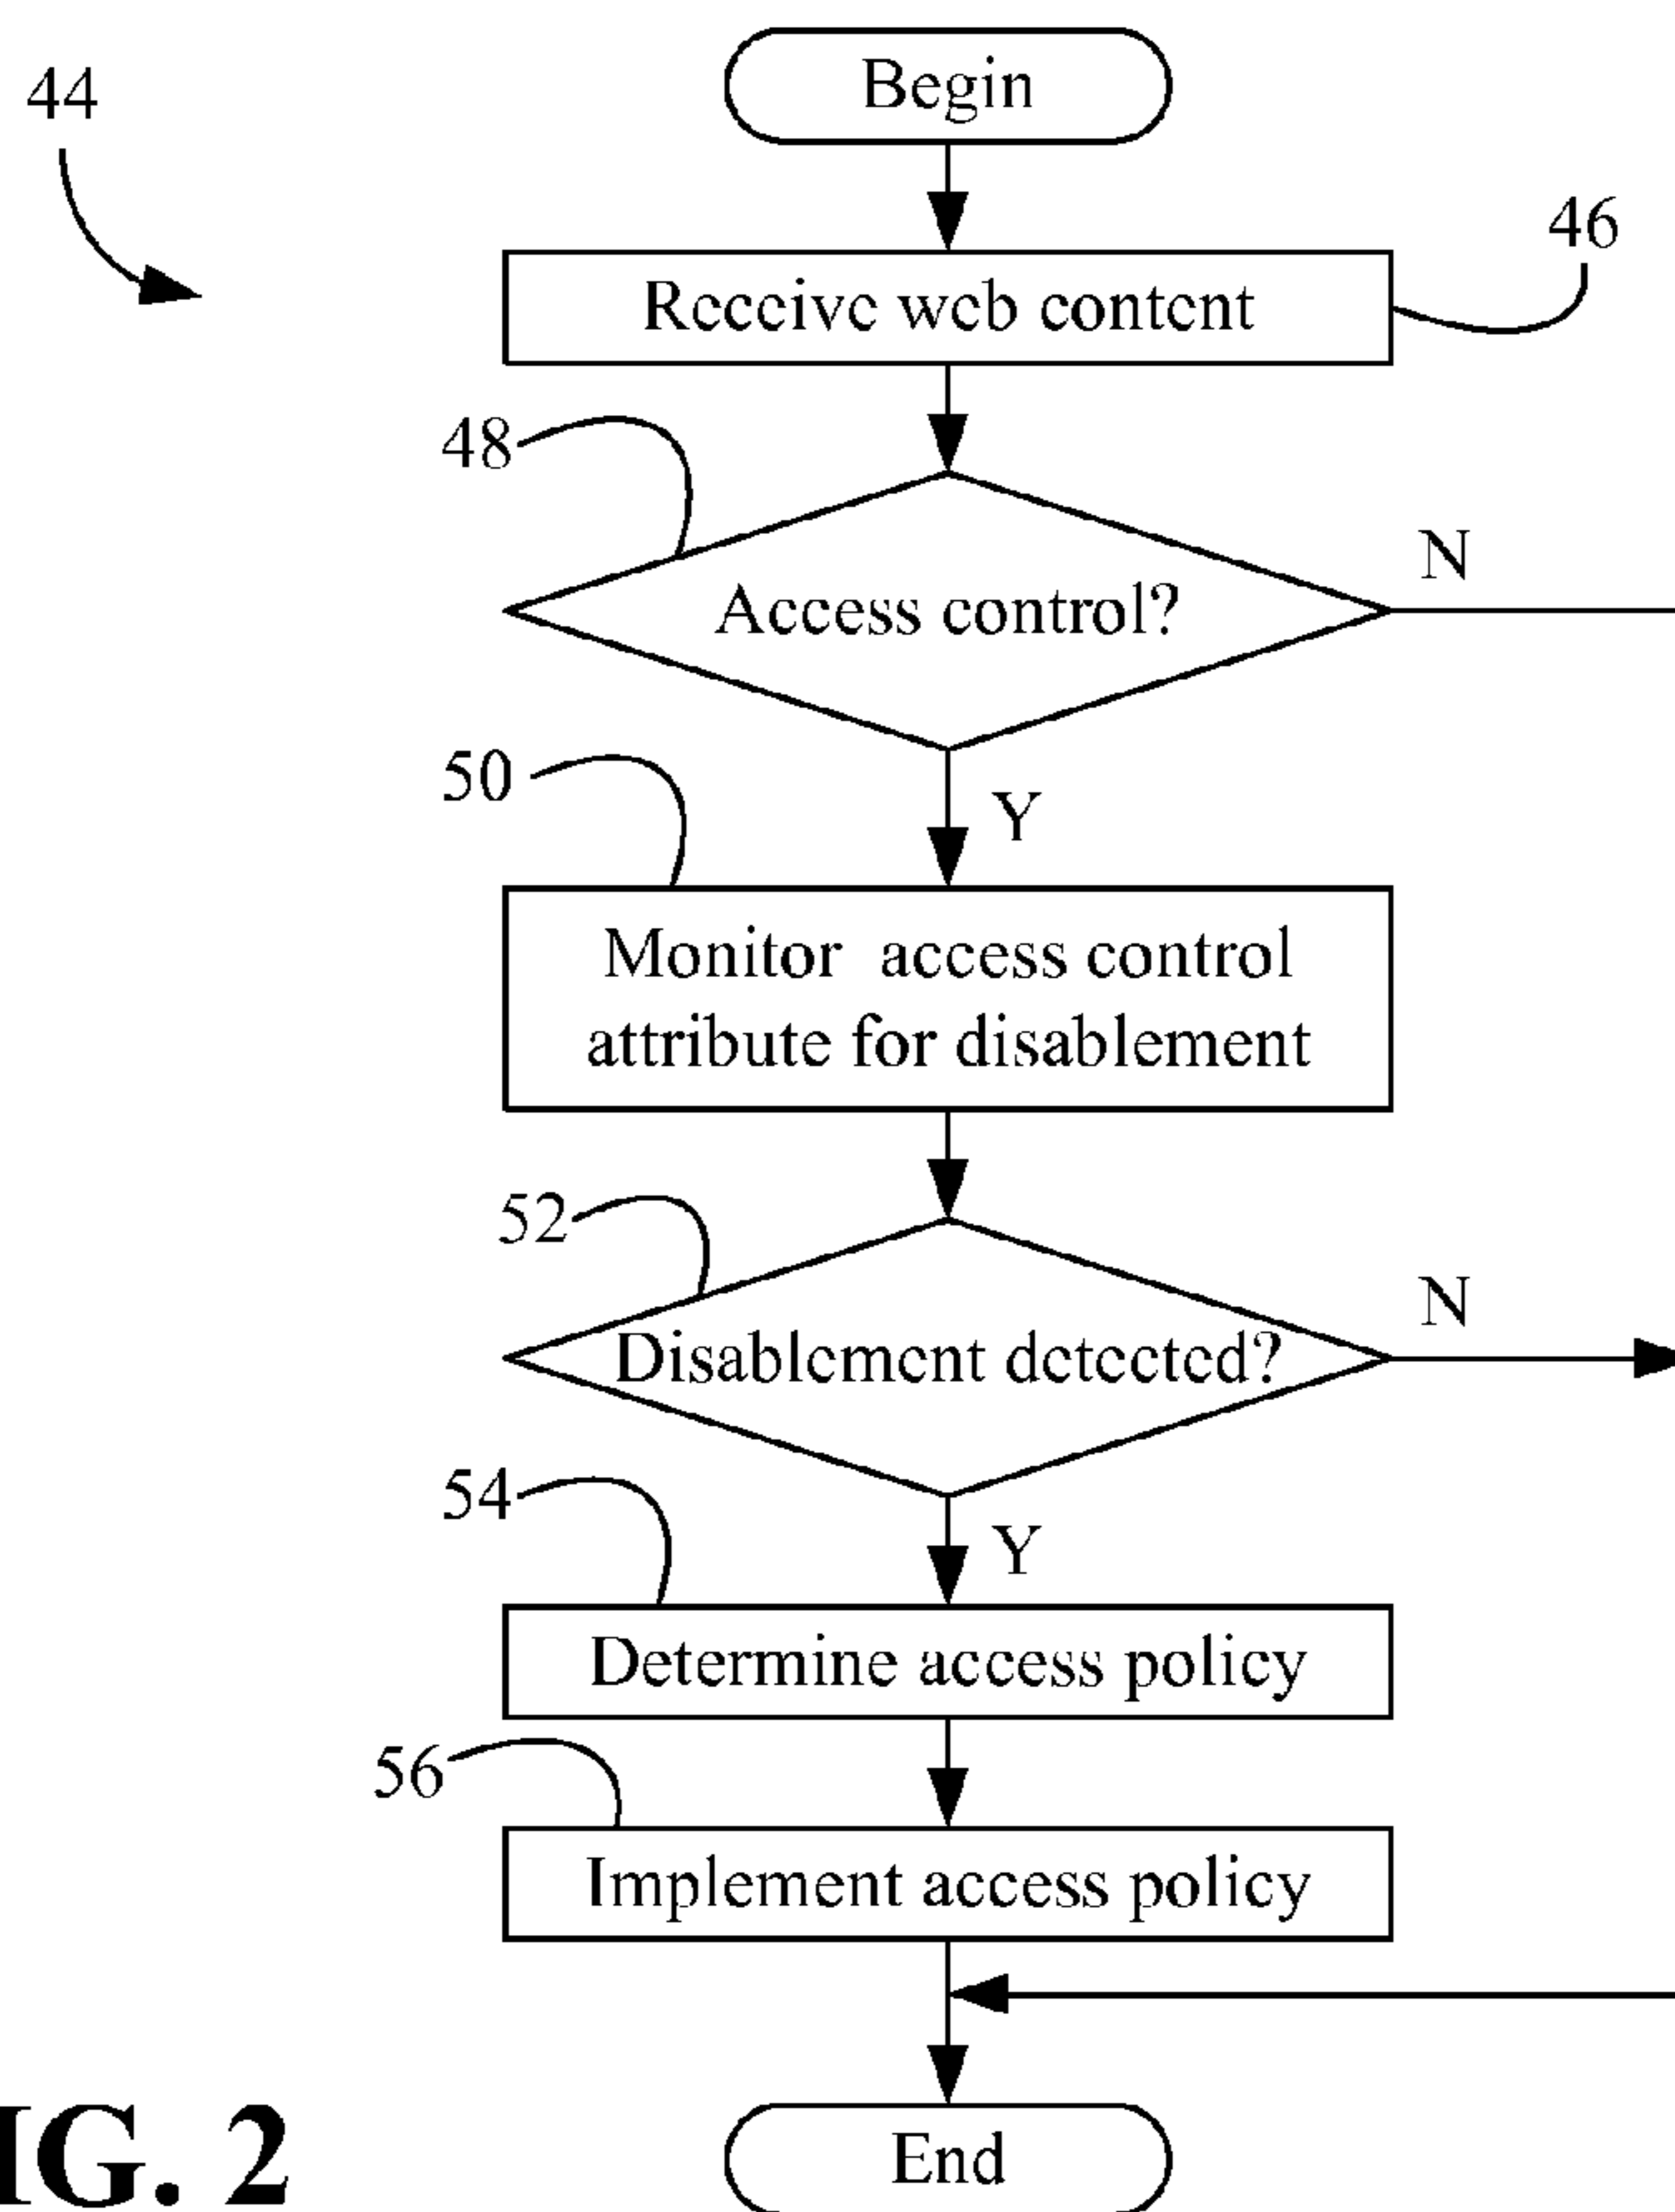 44
Begin
46
Receive web content
48
Access control?
N
50
Y
Monitor access control
attribute for disablement
52
N
Disablement detected?
54
Y
Determine access policy
56
Implement access policy
IG. 2
End